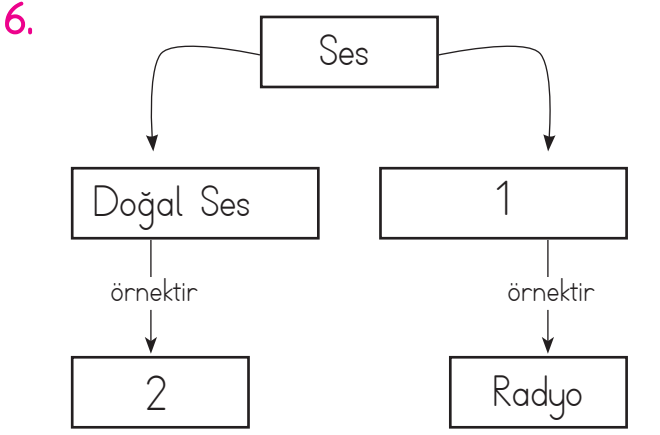 6.
Ses
Doğal Ses
1
örnektir
örnektir
2
Radyo